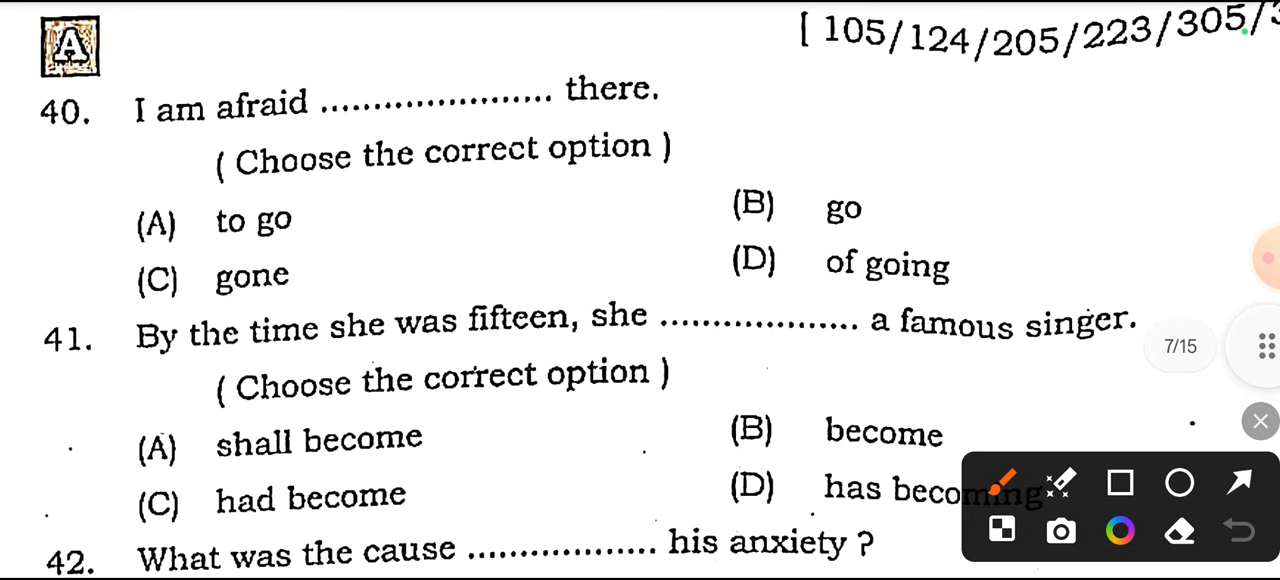 A
[ 105/124/205/223/305/3
40. I am afraid ....................... there.
( Choose the correct option )
(A) to go (B) go
(C) gone (D) of going
41. By the time she was fifteen, she ................... a famous singer.
7/15
( Choose the correct option )
(A) shall become (B) become
(C) had become (D) has becoming
42. What was the cause .................. his anxiety ?